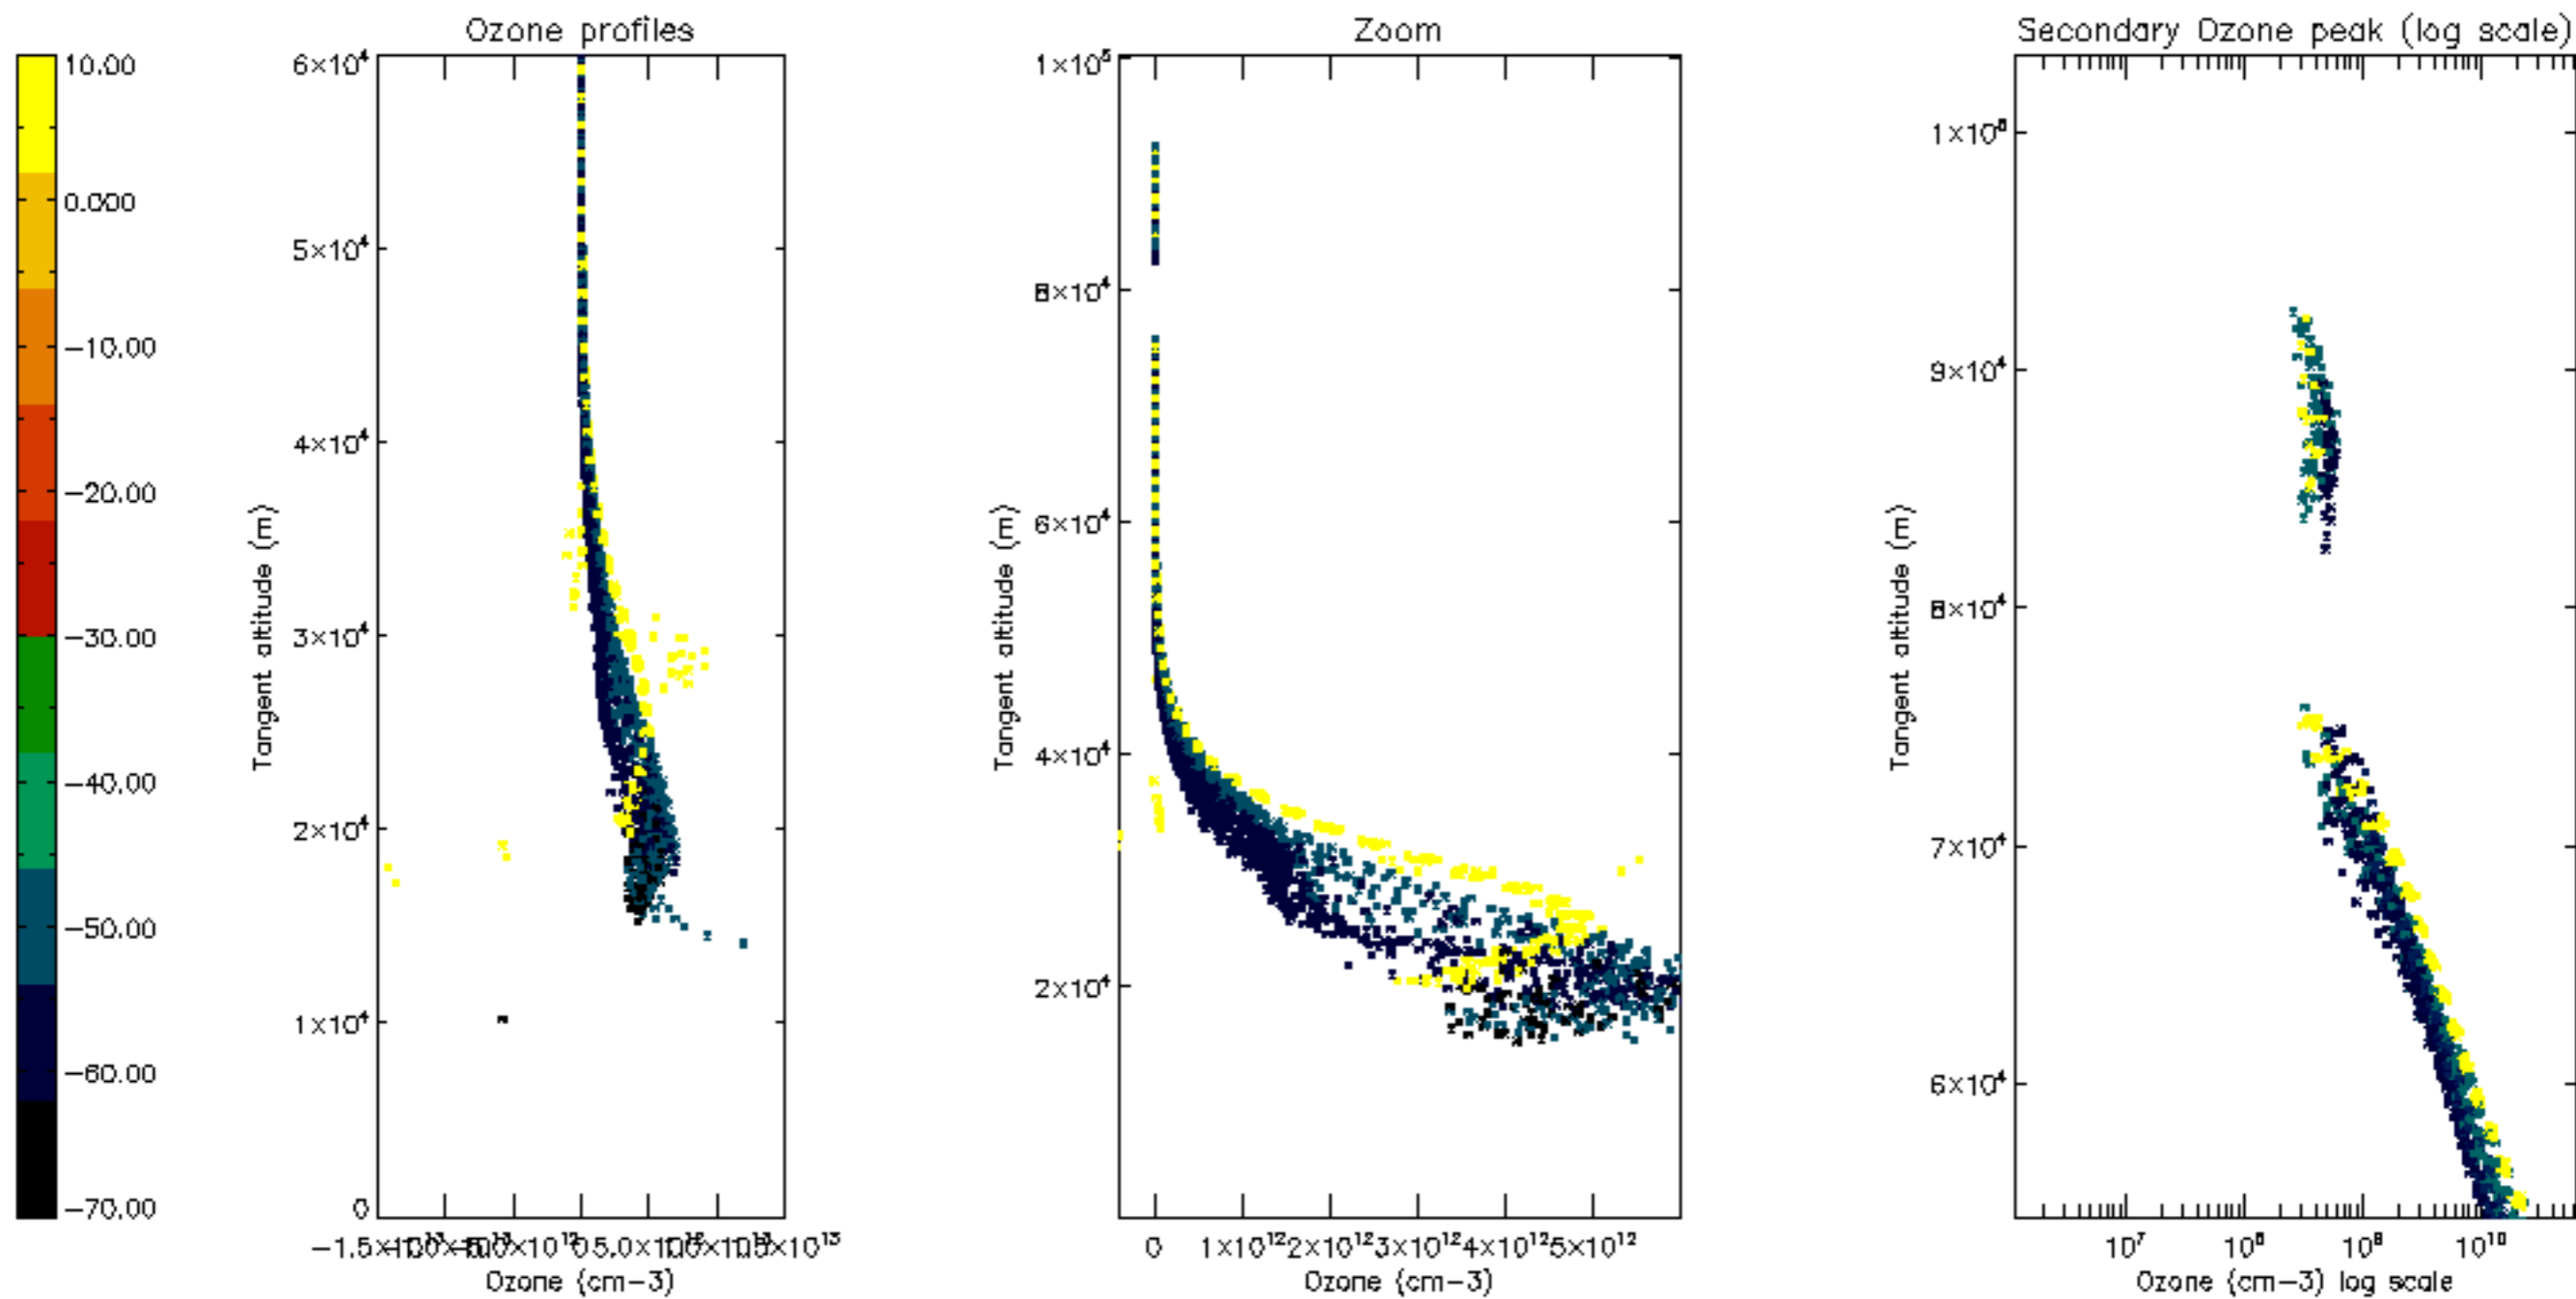 Ozone profiles
Zoom
Secondary Ozone peak (log scale)
10.00
0.000
-10.00
-20.00
-30.00
-40.00
-50.00
-60.00
-70.00
6×10⁴
5×10⁴
4×10⁴
3×10⁴
2×10⁴
1×10⁴
0
Tangent altitude (m)
Ozone (cm-3)
1×10⁵
8×10⁴
6×10⁴
4×10⁴
2×10⁴
Tangent altitude (m)
0 1×10¹² 2×10¹² 3×10¹² 4×10¹² 5×10¹²
Ozone (cm-3)
1×10⁵
9×10⁴
8×10⁴
7×10⁴
6×10⁴
Tangent altitude (m)
10⁷ 10⁸ 10⁹ 10¹⁰
Ozone (cm-3) log scale